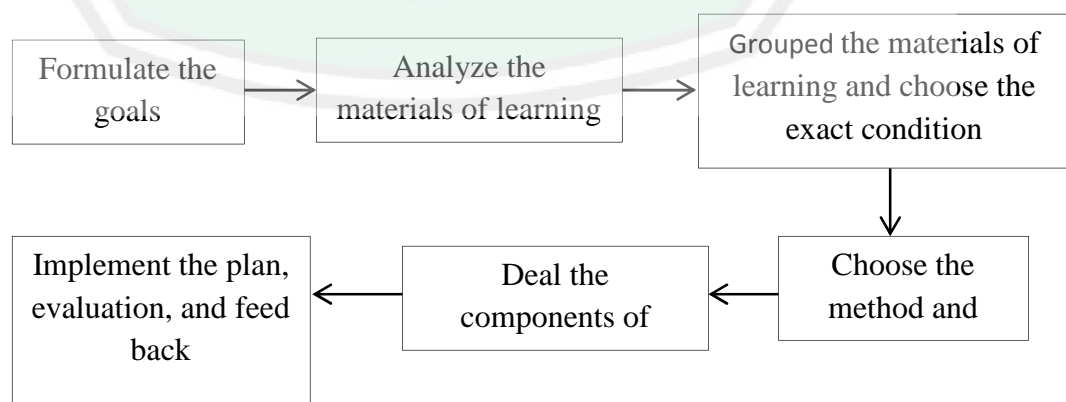 Formulate the
goals
Analyze the
materials of learning
Grouped the materials of
learning and choose the
exact condition
Choose the
method and
Deal the
components of
Implement the plan,
evaluation, and feed
back